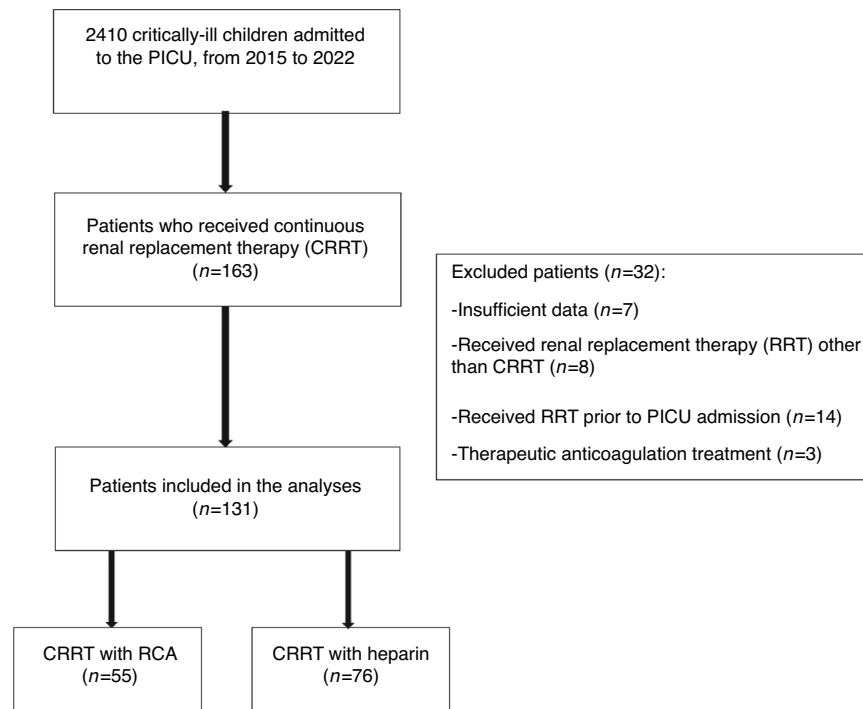 2410 critically-ill children admitted
to the PICU, from 2015 to 2022
Patients who received continuous
renal replacement therapy (CRRT)
(n=163)
Excluded patients (n=32):
-Insufficient data (n=7)
-Received renal replacement therapy (RRT) other
than CRRT (n=8)
-Received RRT prior to PICU admission (n=14)
-Therapeutic anticoagulation treatment (n=3)
Patients included in the analyses
(n=131)
CRRT with RCA
(n=55)
CRRT with heparin
(n=76)